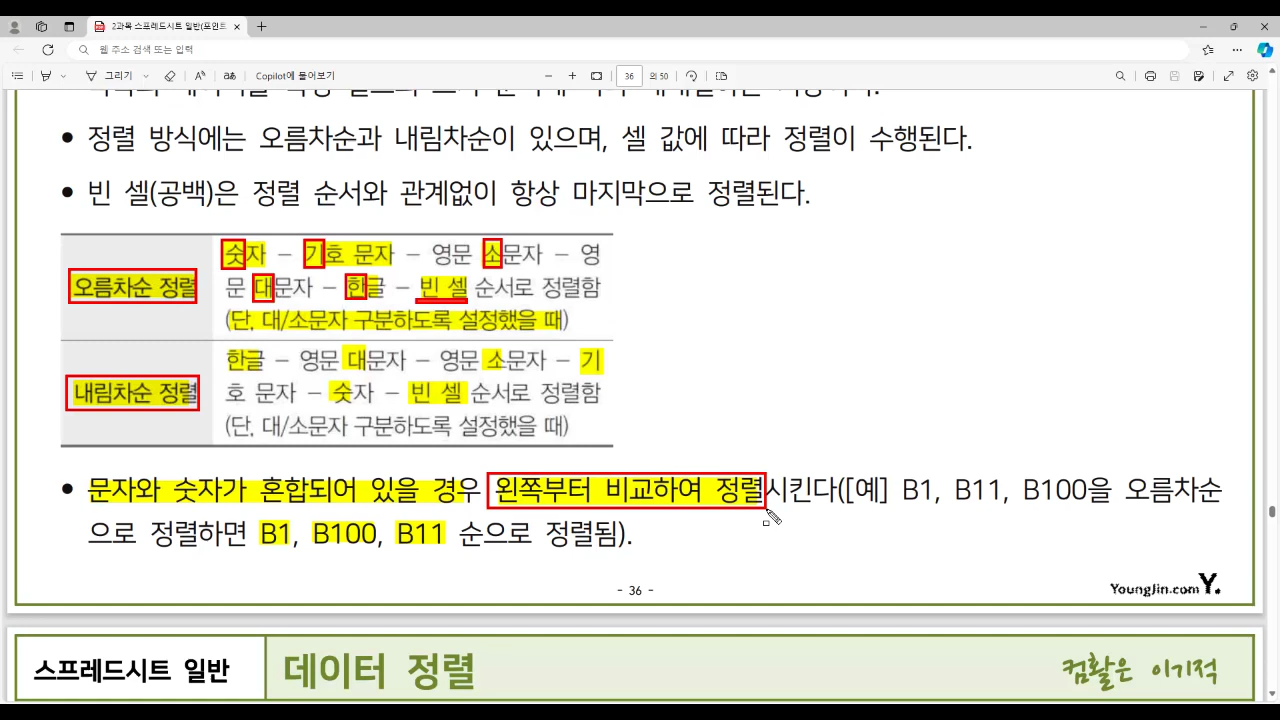 2과목 스프레드시트 일반(포인트
웹 주소 검색 또는 입력
그리기
Copilot에 물어보기
36 의 50
• 정렬 방식에는 오름차순과 내림차순이 있으며, 셀 값에 따라 정렬이 수행된다.
• 빈 셀(공백)은 정렬 순서와 관계없이 항상 마지막으로 정렬된다.
오름차순 정렬
숫자 – 기호 문자 – 영문 소문자 – 영
문 대문자 – 한글 – 빈 셀 순서로 정렬함
(단, 대/소문자 구분하도록 설정했을 때)
내림차순 정렬
한글 – 영문 대문자 – 영문 소문자 – 기
호 문자 – 숫자 – 빈 셀 순서로 정렬함
(단, 대/소문자 구분하도록 설정했을 때)
• 문자와 숫자가 혼합되어 있을 경우 왼쪽부터 비교하여 정렬시킨다([예] B1, B11, B100을 오름차순
으로 정렬하면 B1, B100, B11 순으로 정렬됨).
- 36 -
YoungJin.com Y.
스프레드시트 일반
데이터 정렬
컴활은 이기적